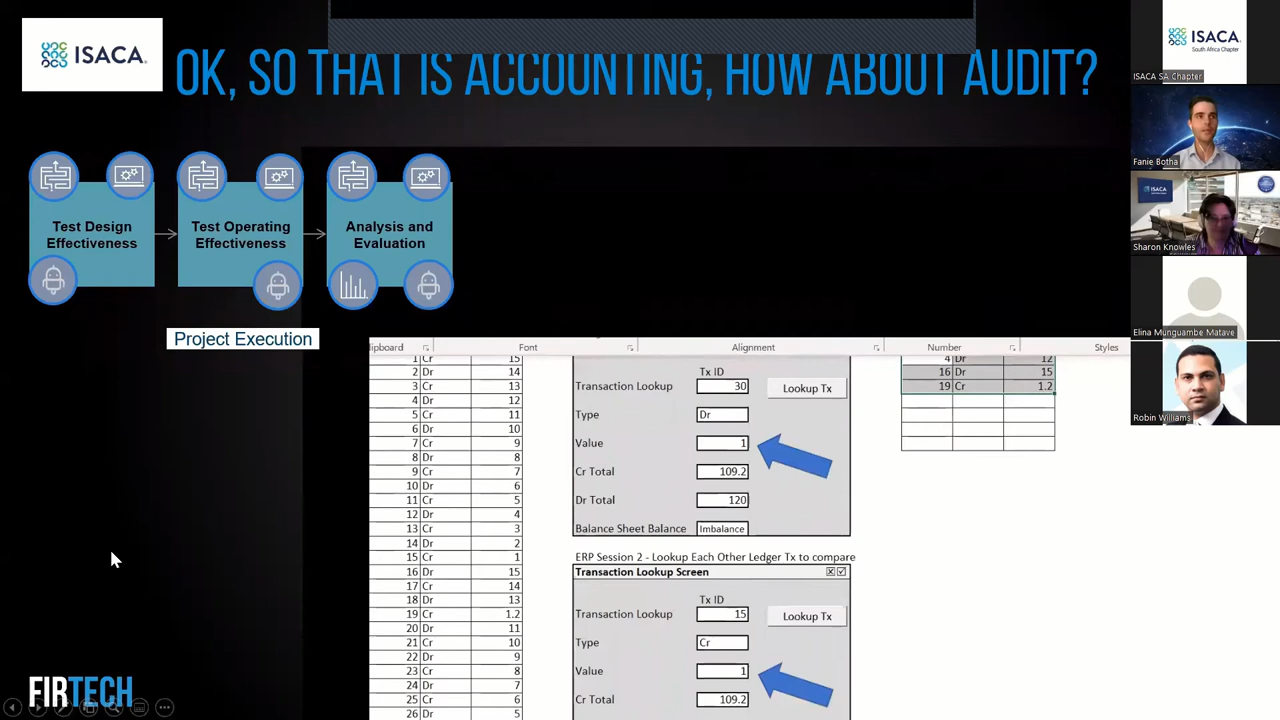 ISACA
OK, SO THAT IS ACCOUNTING, HOW ABOUT AUDIT?
ISACA
South Africa Chapter
ISACA SA Chapter
Fanie Botha
ISACA
Sharon Knowles
Elina Munguambe Matave
Robin Williams
Test Design
Effectiveness
Test Operating
Effectiveness
Analysis and
Evaluation
Project Execution
lipboard Font Alignment Number Styles
1 Cr 15
2 Dr 14
3 Cr 13
4 Dr 12
5 Cr 11
6 Dr 10
7 Cr 9
8 Dr 8
9 Cr 7
10 Dr 6
11 Cr 5
12 Dr 4
13 Cr 3
14 Dr 2
15 Cr 1
16 Dr 15
17 Cr 14
18 Dr 13
19 Cr 1.2
20 Dr 11
21 Cr 10
22 Dr 9
23 Cr 8
24 Dr 7
25 Cr 6
26 Dr 5
Tx ID
Transaction Lookup 30 Lookup Tx
Type Dr
Value 1
Cr Total 109.2
Dr Total 120
Balance Sheet Balance Imbalance
ERP Session 2 - Lookup Each Other Ledger Tx to compare
Transaction Lookup Screen
Tx ID
Transaction Lookup 15 Lookup Tx
Type Cr
Value 1
Cr Total 109.2
4 Dr 12
16 Dr 15
19 Cr 1.2
FIRTECH